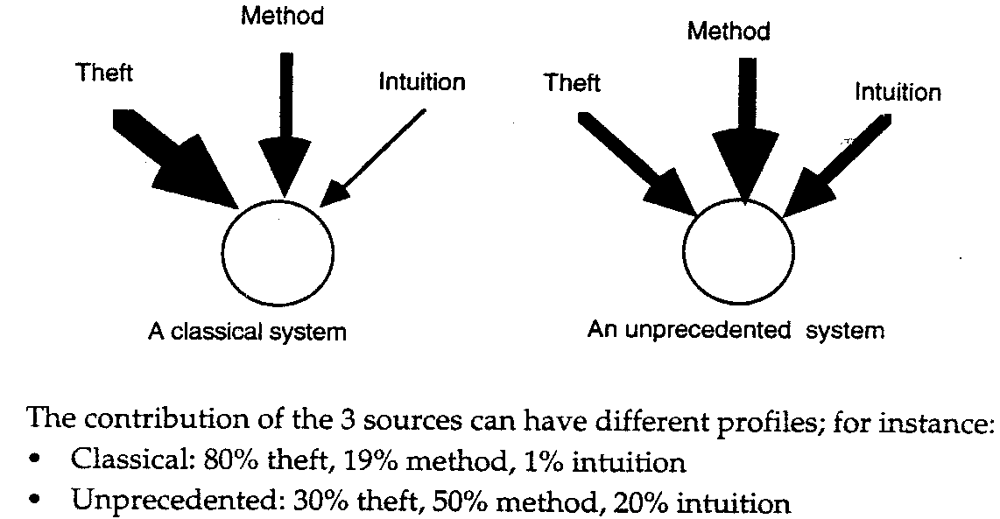 Method
Theft
Intuition
A classical system
Method
Theft
Intuition
An unprecedented system
The contribution of the 3 sources can have different profiles; for instance:
• Classical: 80% theft, 19% method, 1% intuition
• Unprecedented: 30% theft, 50% method, 20% intuition